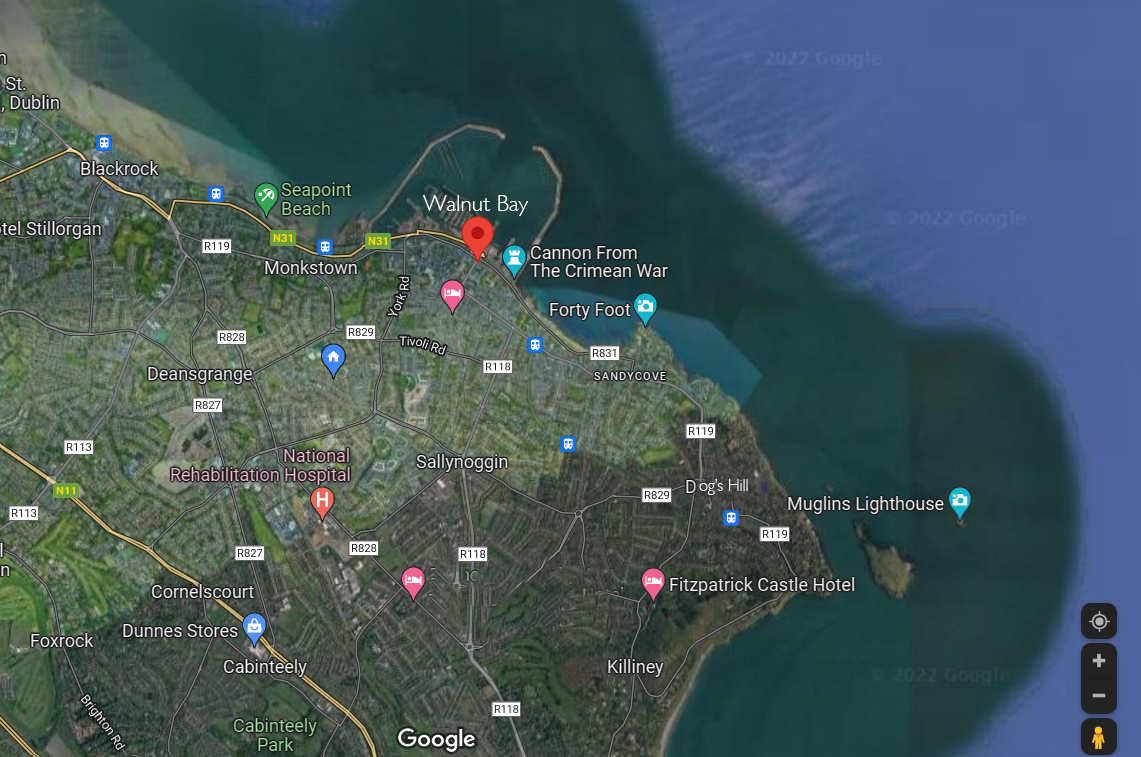 St.
, Dublin
Blackrock
© 2022 Google
Seapoint
Beach
Walnut Bay
© 2022 Google
otel Stillorgan
N31
N31
R119
Cannon From
The Crimean War
Monkstown
York Rd
Forty Foot
R828
R829
Tivoli Rd
R831
R118
SANDYCOVE
Deansgrange
R827
R119
R113
National
Rehabilitation Hospital
Sallynoggin
N11
Dog's Hill
R829
Muglins Lighthouse
R113
R119
R828
R827
R118
Fitzpatrick Castle Hotel
Cornelscourt
Dunnes Stores
Foxrock
Cabinteely
Killiney
© 2022 Google
Brighton Rd
R118
Cabinteely
Park
Google